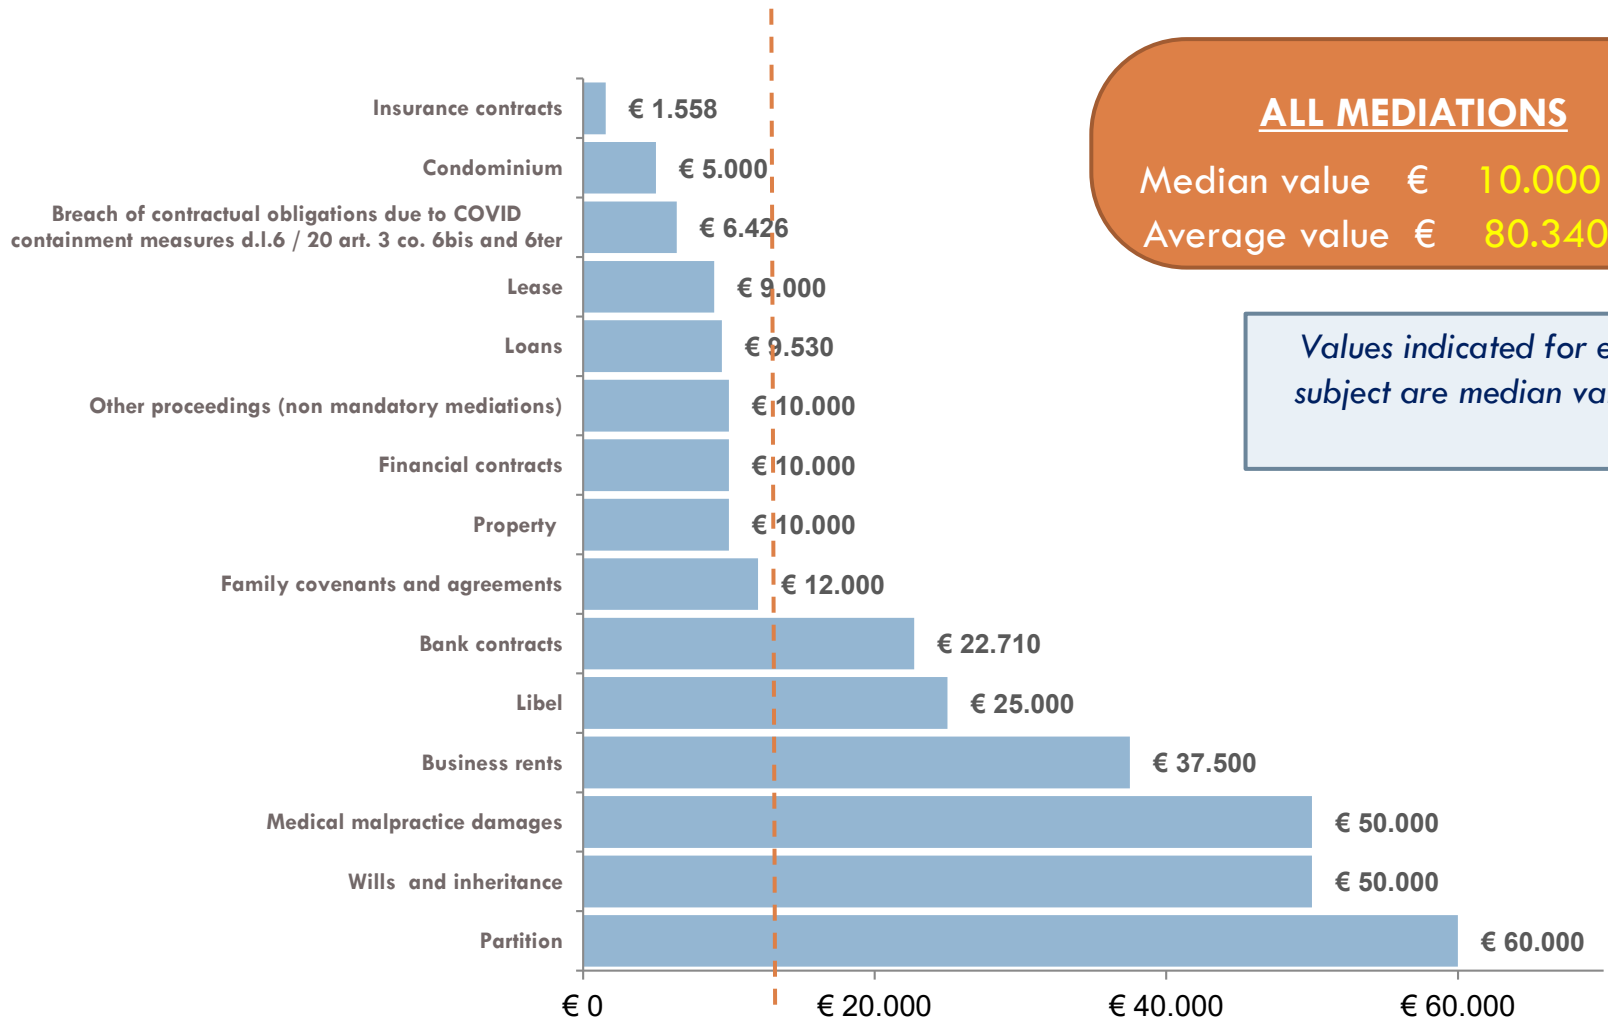 Insurance contracts € 1.558
Condominium € 5.000
Breach of contractual obligations due to COVID
containment measures d.l.6 / 20 art. 3 co. 6bis and 6ter € 6.426
Lease € 9.000
Loans € 9.530
Other proceedings (non mandatory mediations) € 10.000
Financial contracts € 10.000
Property € 10.000
Family covenants and agreements € 12.000
Bank contracts € 22.710
Libel € 25.000
Business rents € 37.500
Medical malpractice damages € 50.000
Wills and inheritance € 50.000
Partition € 60.000
€ 0 € 20.000 € 40.000 € 60.000
ALL MEDIATIONS
Median value € 10.000
Average value € 80.340
Values indicated for
subject are median